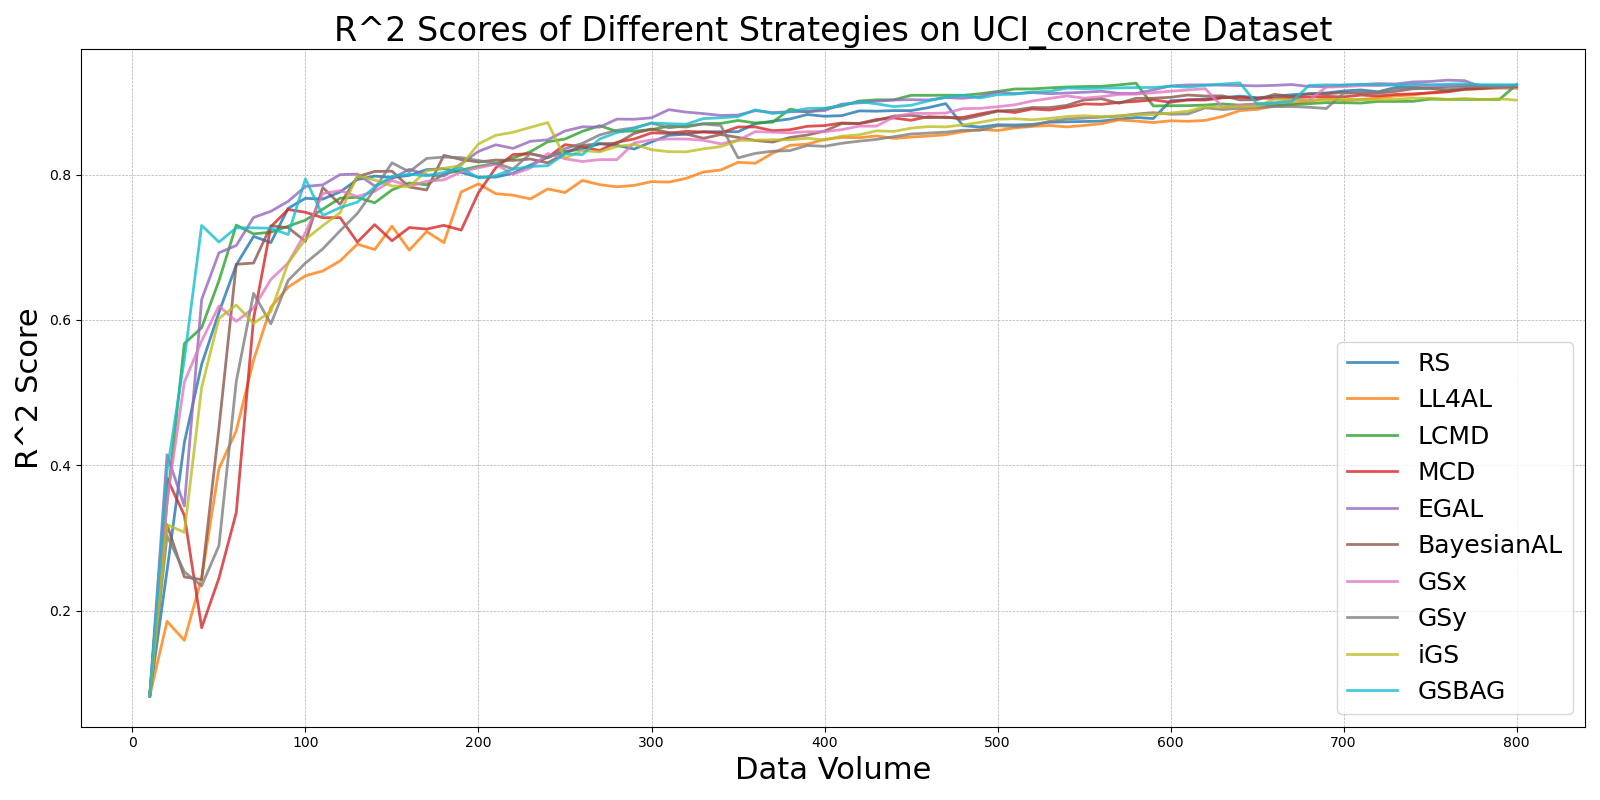 R^2 Scores of Different Strategies on UCI_concrete Dataset
R^2 Score
0.8
0.6
0.4
0.2
0 100 200 300 400 500 600 700 800
Data Volume
RS
LL4AL
LCMD
MCD
EGAL
BayesianAL
GSx
GSy
iGS
GSBAG